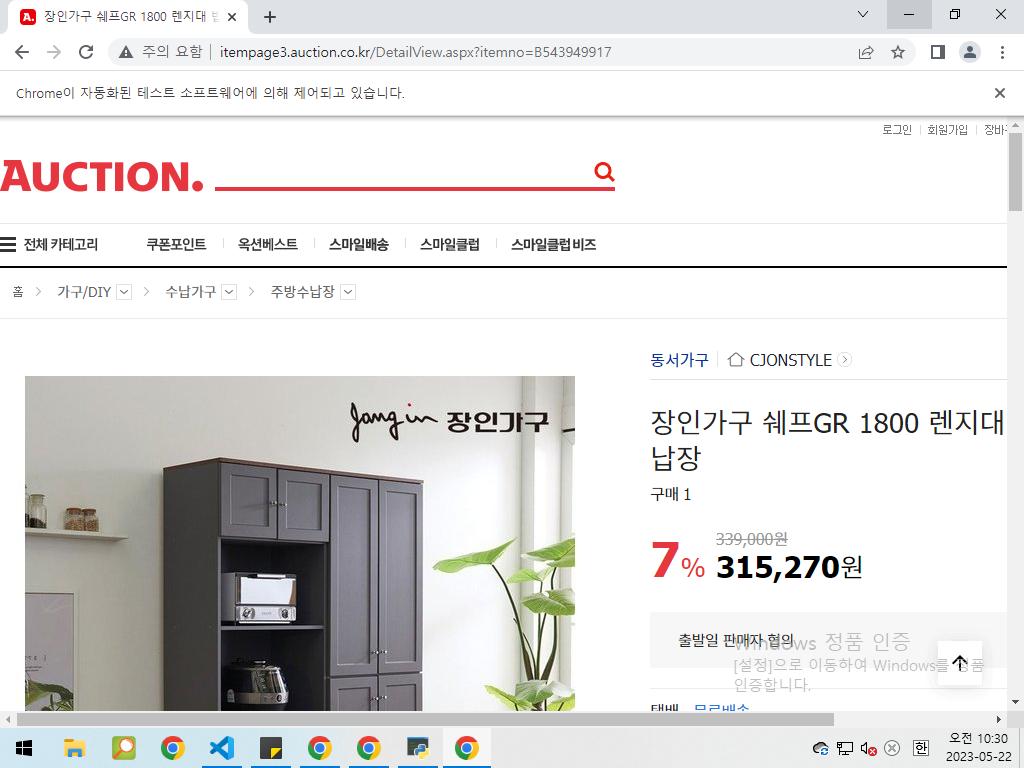 장인가구 쉐프GR 1800 렌지대
주의 요함
itempage3.auction.co.kr/DetailView.aspx?itemno=B543949917
Chrome이 자동화된 테스트 소프트웨어에 의해 제어되고 있습니다.
로그인 회원가입
AUCTION.
전체 카테고리 쿠폰포인트 옥션베스트 스마일배송 스마일클럽 스마일클럽 비즈
홈 가구/DIY 수납가구 주방수납장
동서가구 CJONSTYLE
Jangin 장인가구
장인가구 쉐프GR 1800 렌지대
납장
구매 1
339,000원
7% 315,270원
출발일 판매자 협의
Windows 정품 인증
[설정]으로 이동하여 Windows를 정품
인증합니다.
택배 무료배송
한
오전 10:30
2023-05-22